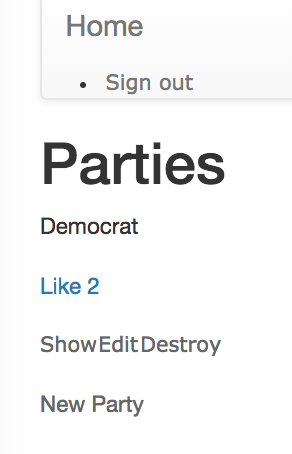 Home
Sign out
Parties
Democrat
Like 2
ShowEditDestroy
New Party